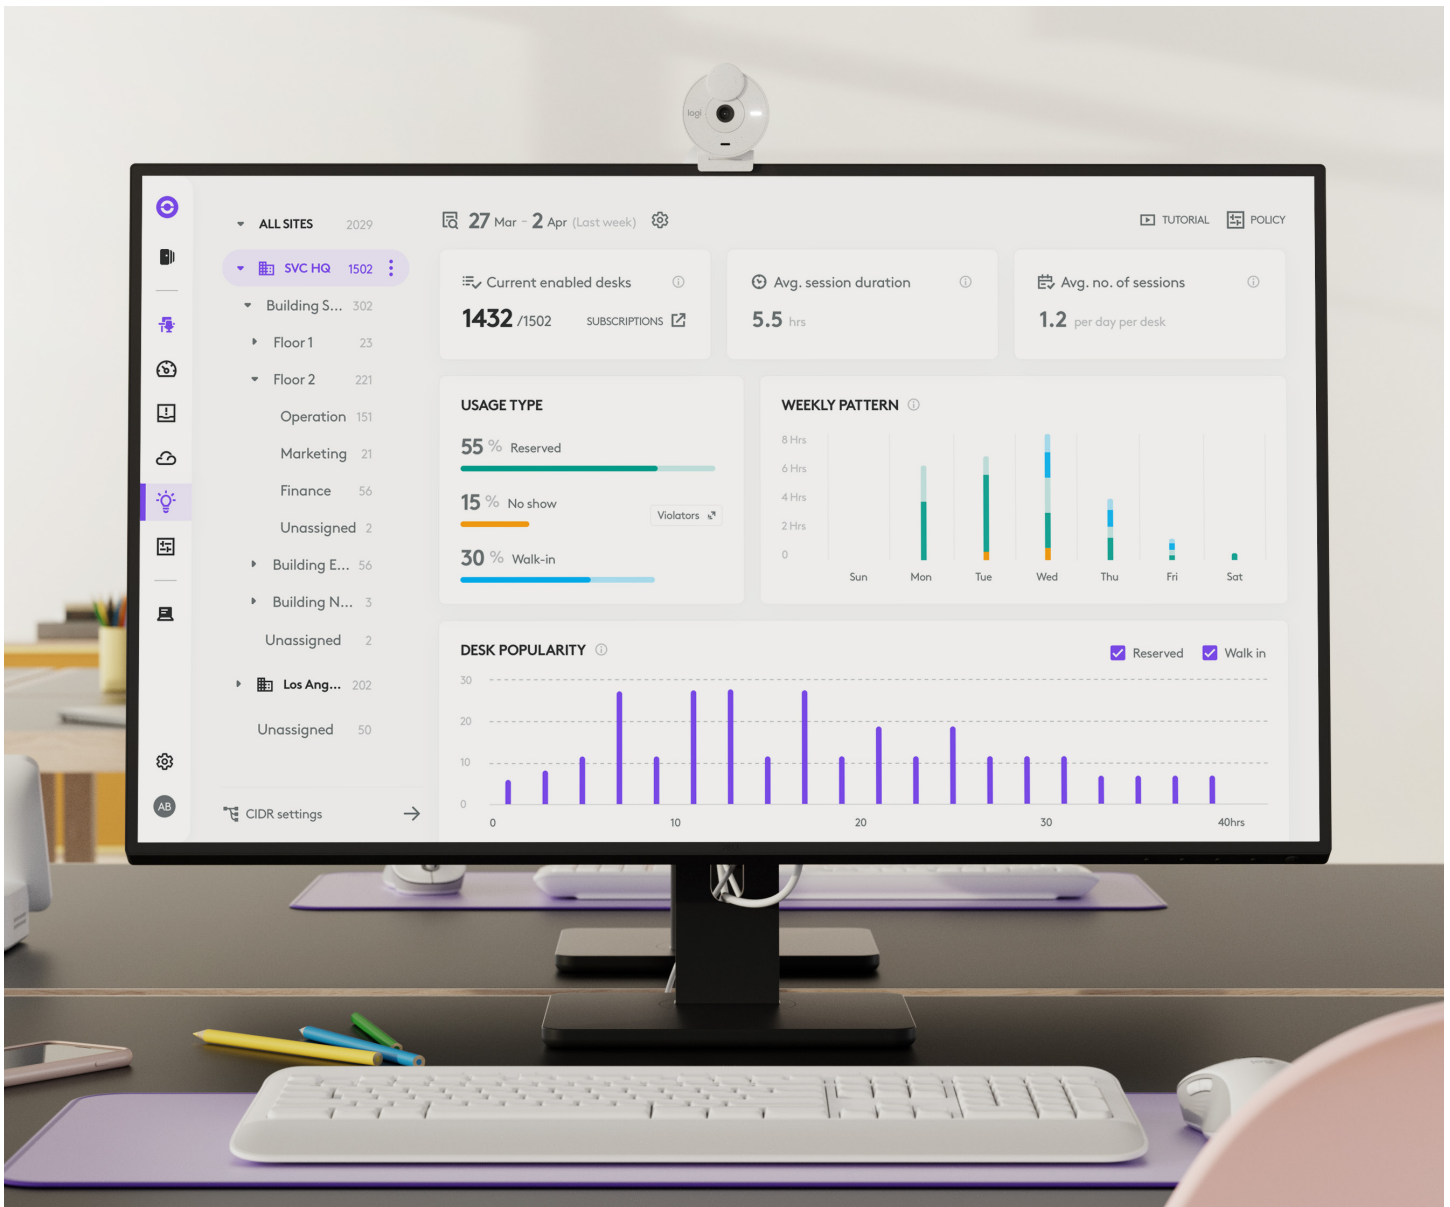 logi
ALL SITES 2029
SVC HQ 1502
Building S... 302
Floor 1 23
Floor 2 221
Operation 151
Marketing 21
Finance 56
Unassigned 2
Building E... 56
Building N... 3
Unassigned 2
Los Ang... 202
Unassigned 50
CIDR settings
AB
27 Mar - 2 Apr (Last week)
TUTORIAL
POLICY
Current enabled desks
1432 /1502 SUBSCRIPTIONS
Avg. session duration
5.5 hrs
Avg. no. of sessions
1.2 per day per desk
USAGE TYPE
55 % Reserved
15 % No show
Violators
30 % Walk-in
WEEKLY PATTERN
8 Hrs
6 Hrs
4 Hrs
2 Hrs
0
Sun Mon Tue Wed Thu Fri Sat
DESK POPULARITY
Reserved Walk in
30
20
10
0
0 10 20 30 40hrs